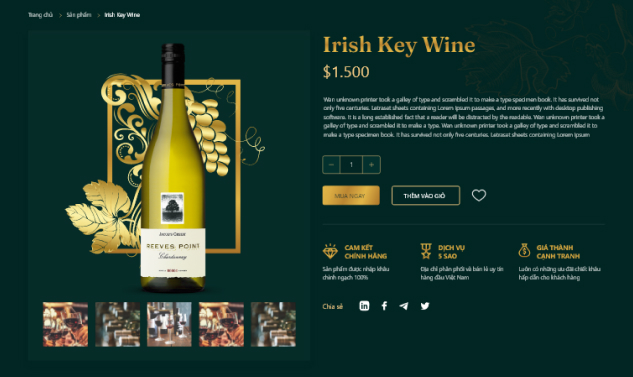 Trang chủ > Sản phẩm > Irish Key Wine
Irish Key Wine
$1.500
Wan unknown printer took a galley of type and scrambled it to make a type specimen book. It has survived not
only five centuries. Letraset sheets containing Lorem Ipsum passages, and more recently with desktop publishing
software. It is a long established fact that a reader will be distracted by the readable. Wan unknown printer took a
galley of type and scrambled it to make a type. Wan unknown printer took a galley of type and scrambled it to
make a type specimen book. It has survived not only five centuries. Letraset sheets containing Lorem Ipsum
− 1 +
MUA NGAY THÊM VÀO GIỎ
CAM KẾT
CHÍNH HÃNG
Sản phẩm được nhập khẩu
chính ngạch 100%
DỊCH VỤ
5 SAO
Địa chỉ phân phối và bán lẻ uy tín
hàng đầu Việt Nam
GIÁ THÀNH
CẠNH TRANH
Luôn có những ưu đãi chiết khấu
hấp dẫn cho khách hàng
Chia sẻ
REEVES POINT
Chardonnay